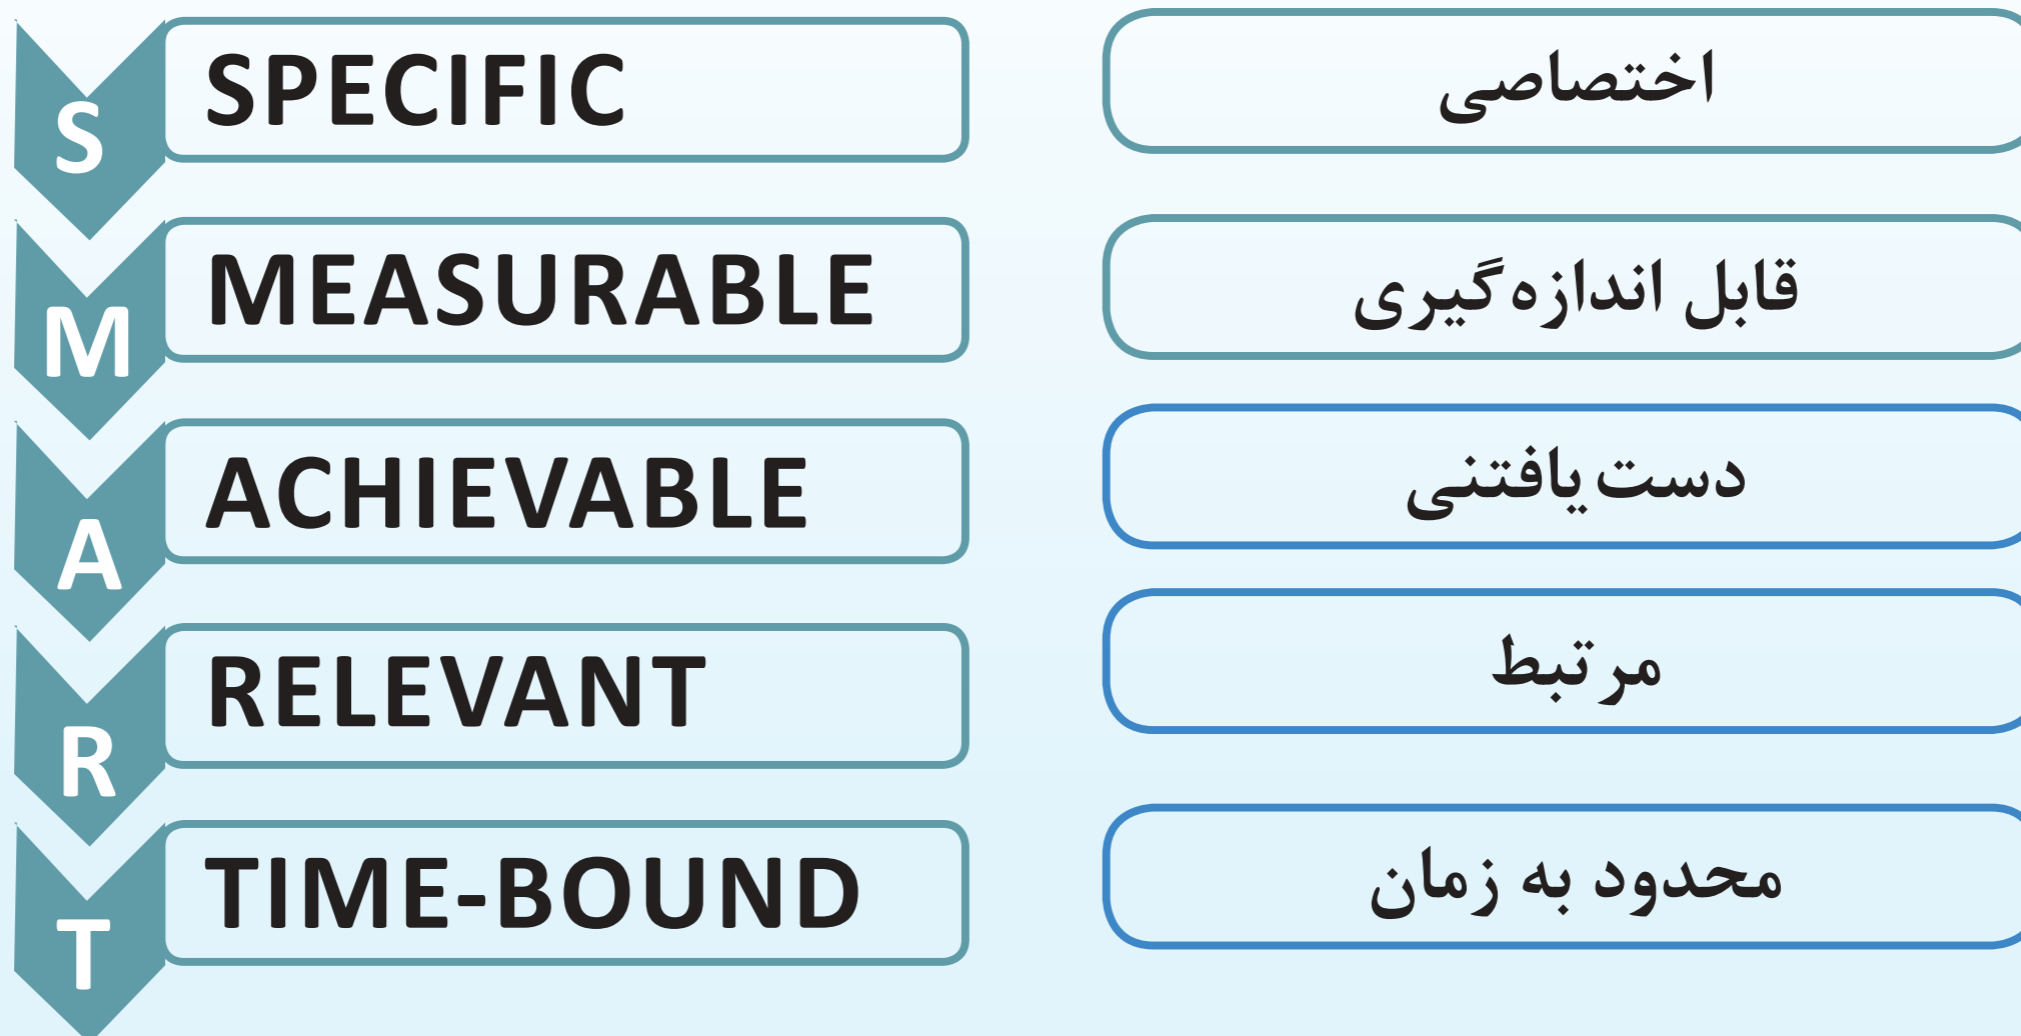 S
SPECIFIC
اختصاصی
M
MEASURABLE
قابل اندازه‌گیری
A
ACHIEVABLE
دست‌یافتنی
R
RELEVANT
مرتبط
T
TIME-BOUND
محدود به زمان